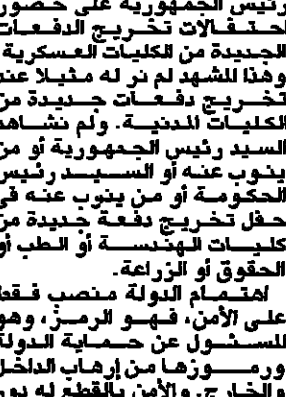 رئيس الجمهورية على حضور
احتفالات تخريج الدفعات
الجديدة من الكليات العسكرية
وهذا المشهد لم نر له مثيلا عند
تخريج دفعات جديدة من
الكليات المدنية. ولم نشاهد
السيد رئيس الجمهورية أو من
ينوب عنه أو السيد رئيس
الحكومة أو من ينوب عنه فى
حفل تخريج دفعة جديدة من
كليات الهندسة أو الطب أو
الحقوق أو الزراعة.
اهتمام الدولة منصب فقط
على الأمن، فهو الرمز، وهو
المسئول عن حماية الدولة
ورموزها من إرهاب الداخل
والخارج. والأمن بالقطع له دور